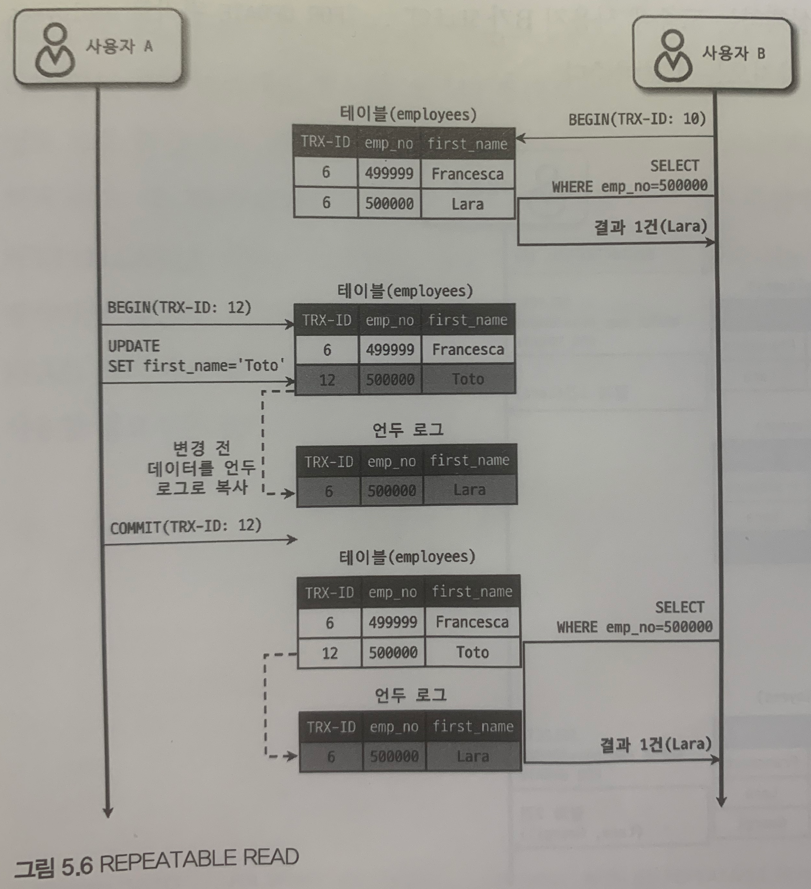 사용자 A
사용자 B
테이블(employees)
BEGIN(TRX-ID: 10)
TRX-ID emp_no first_name
6 499999 Francesca
6 500000 Lara
SELECT
WHERE emp_no=500000
결과 1건(Lara)
테이블(employees)
BEGIN(TRX-ID: 12)
TRX-ID emp_no first_name
UPDATE
SET first_name='Toto'
6 499999 Francesca
12 500000 Toto
언두 로그
변경 전
데이터를 언두
로그로 복사
TRX-ID emp_no first_name
6 500000 Lara
COMMIT(TRX-ID: 12)
테이블(employees)
TRX-ID emp_no first_name
6 499999 Francesca
12 500000 Toto
SELECT
WHERE emp_no=500000
언두 로그
TRX-ID emp_no first_name
6 500000 Lara
결과 1건(Lara)
그림 5.6 REPEATABLE READ